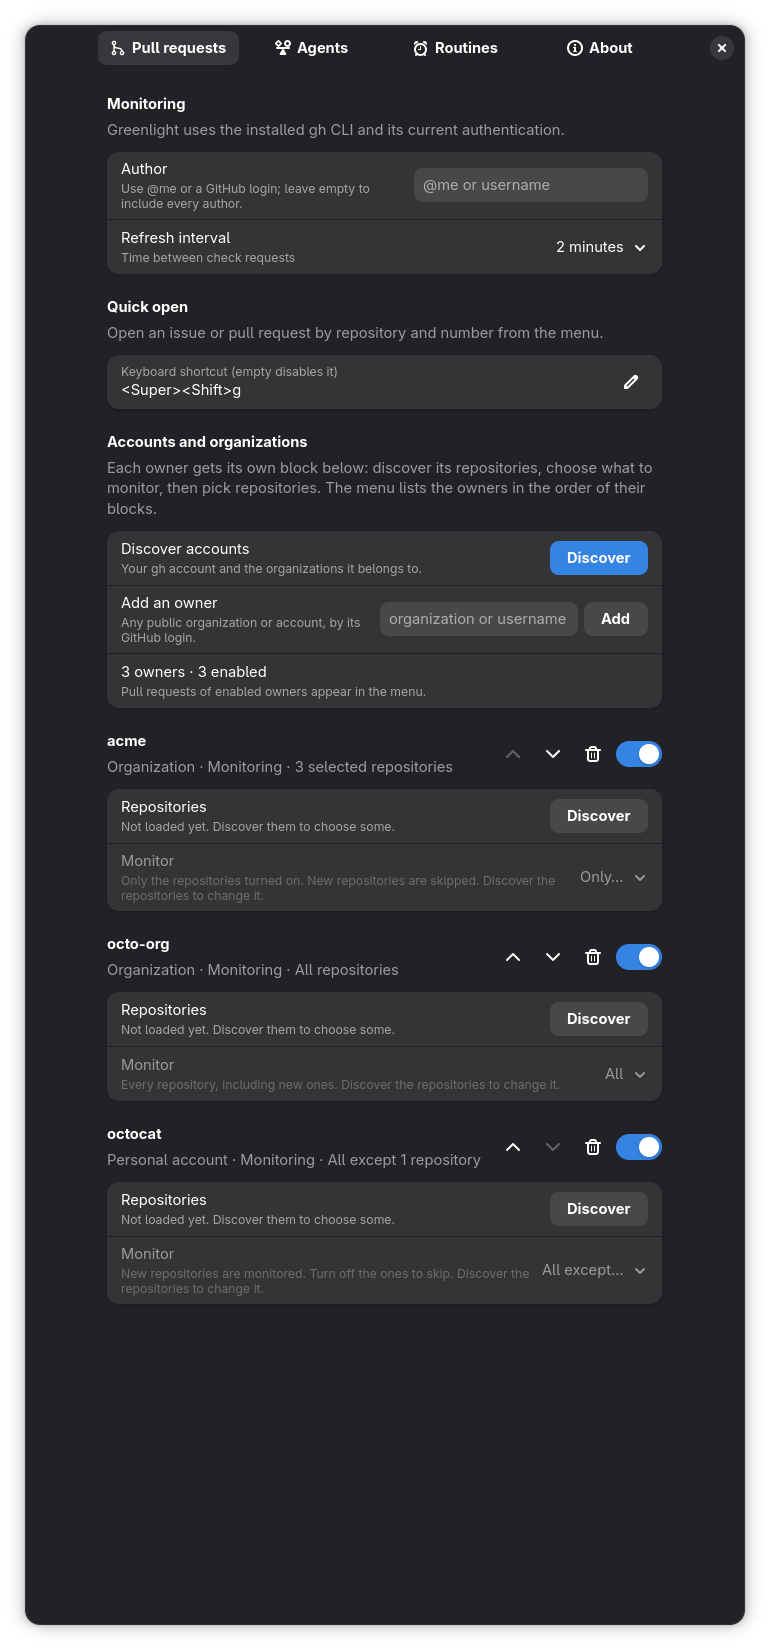 Pull requests
Agents
Routines
About
Monitoring
Greenlight uses the installed gh CLI and its current authentication.
Author
Use @me or a GitHub login; leave empty to
include every author.
@me or username
Refresh interval
Time between check requests
2 minutes
Quick open
Open an issue or pull request by repository and number from the menu.
Keyboard shortcut (empty disables it)
<Super><Shift>g
Accounts and organizations
Each owner gets its own block below: discover its repositories, choose what to
monitor, then pick repositories. The menu lists the owners in the order of their
blocks.
Discover accounts
Your gh account and the organizations it belongs to.
Discover
Add an owner
Any public organization or account, by its
GitHub login.
organization or username
Add
3 owners · 3 enabled
Pull requests of enabled owners appear in the menu.
acme
Organization · Monitoring · 3 selected repositories
Repositories
Not loaded yet. Discover them to choose some.
Discover
Monitor
Only the repositories turned on. New repositories are skipped. Discover the
repositories to change it.
Only…
octo-org
Organization · Monitoring · All repositories
Repositories
Not loaded yet. Discover them to choose some.
Discover
Monitor
Every repository, including new ones. Discover the repositories to change it.
All
octocat
Personal account · Monitoring · All except 1 repository
Repositories
Not loaded yet. Discover them to choose some.
Discover
Monitor
New repositories are monitored. Turn off the ones to skip. Discover the
repositories to change it.
All except…